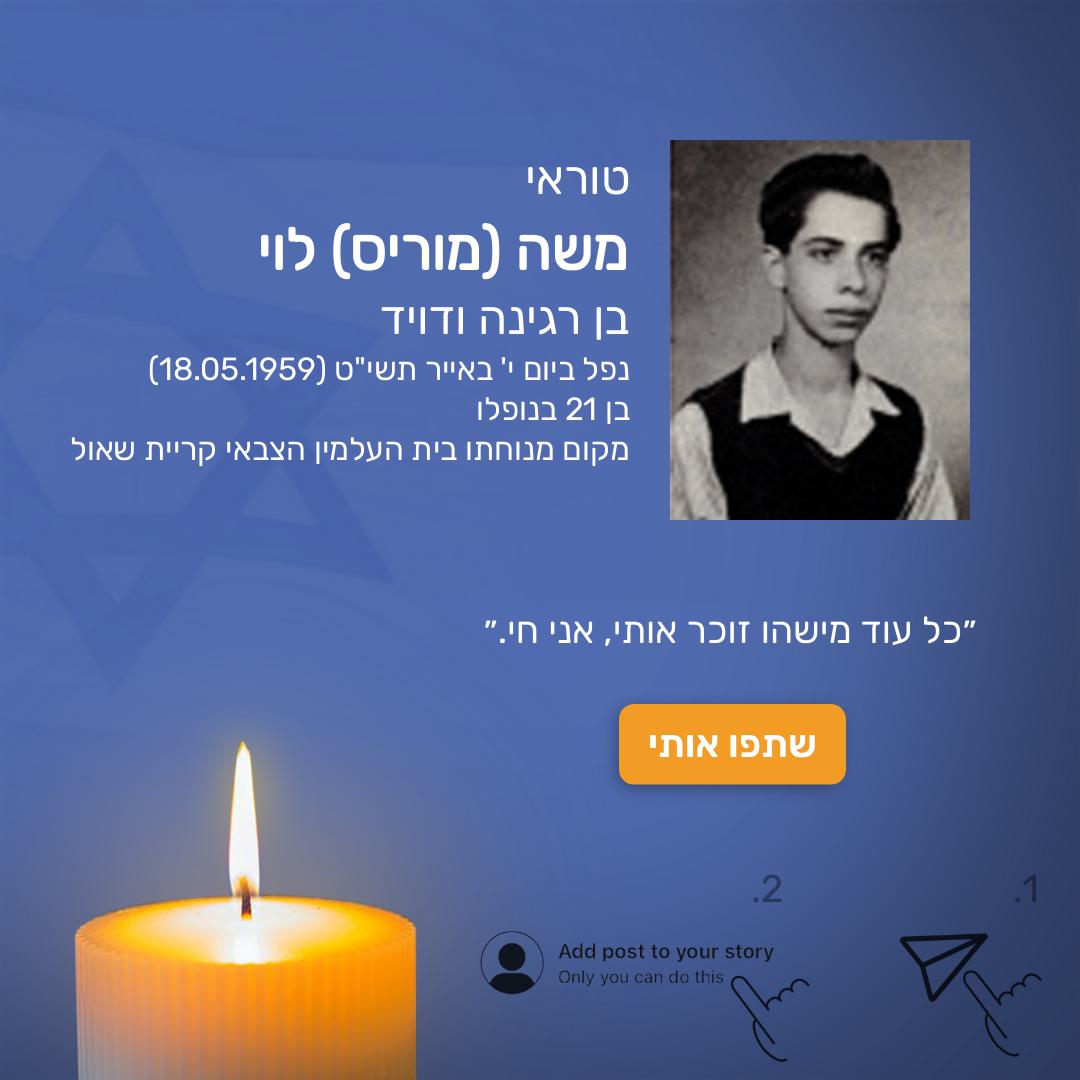 טוראי
משה (מוריס) לוי
בן רגינה ודויד
נפל ביום י' באייר תשי"ט (18.05.1959)
בן 21 בנופלו
מקום מנוחתו בית העלמין הצבאי קריית שאול
״כל עוד מישהו זוכר אותי, אני חי.״
שתפו אותי
.1
.2
Add post to your story
Only you can do this